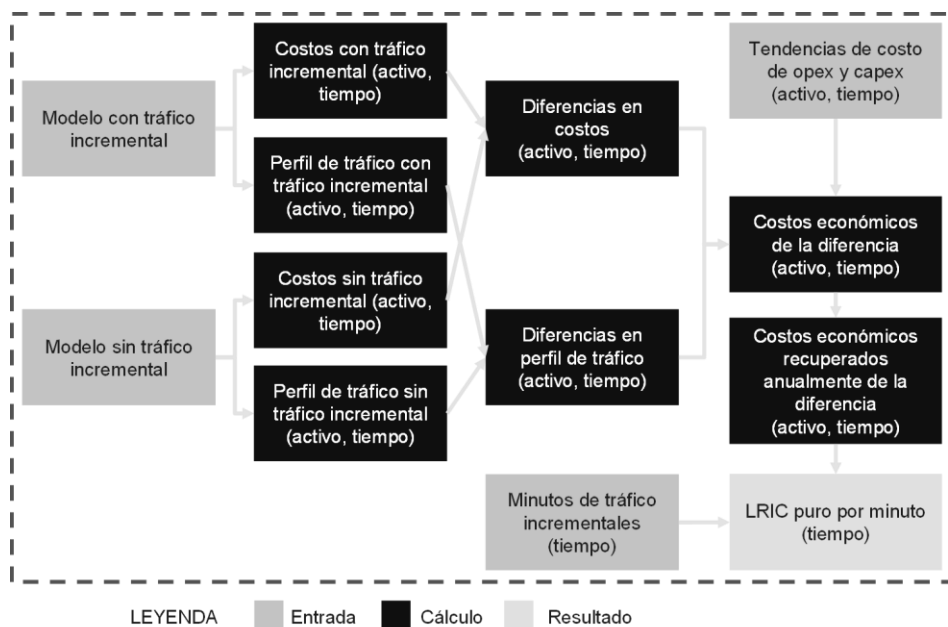 Modelo con tráfico
incremental
Costos con tráfico
incremental (activo,
tiempo)
Perfil de tráfico con
tráfico incremental
(activo, tiempo)
Modelo sin tráfico
incremental
Costos sin tráfico
incremental (activo,
tiempo)
Perfil de tráfico sin
tráfico incremental
(activo, tiempo)
Diferencias en
costos
(activo, tiempo)
Diferencias en
perfil de tráfico
(activo, tiempo)
Tendencias de costo
de opex y capex
(activo, tiempo)
Costos económicos
de la diferencia
(activo, tiempo)
Costos económicos
recuperados
anualmente de la
diferencia
(activo, tiempo)
Minutos de tráfico
incrementales
(tiempo)
LRIC puro por minuto
(tiempo)
LEYENDA Entrada Cálculo Resultado